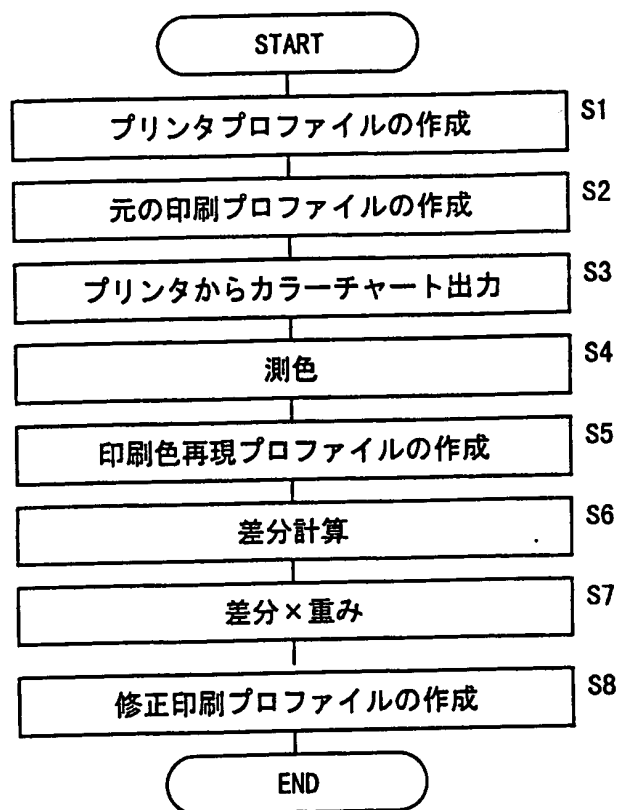 START
プリンタプロファイルの作成 S1
元の印刷プロファイルの作成 S2
プリンタからカラーチャート出力 S3
測色 S4
印刷色再現プロファイルの作成 S5
差分計算 S6
差分×重み S7
修正印刷プロファイルの作成 S8
END